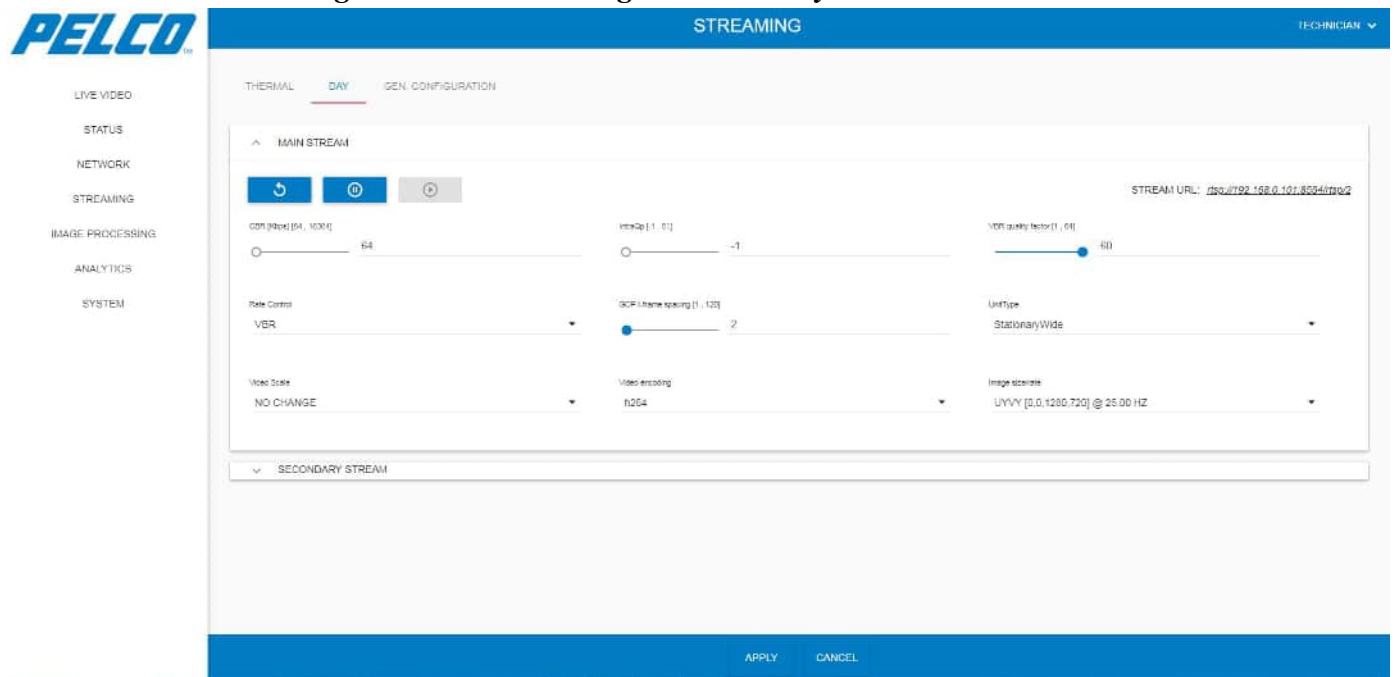 PELCO™
STREAMING
TECHNICIAN
LIVE VIDEO
STATUS
NETWORK
STREAMING
IMAGE PROCESSING
ANALYTICS
SYSTEM
THERMAL DAY GEN. CONFIGURATION
MAIN STREAM
STREAM URL: rtsp://192.168.0.101:8554/rtsp/2
CBR [Kbps] [64 , 16384] IntraQp [-1 , 51] VBR quality factor [1 , 64]
64 -1 60
Rate Control GOP I-frame spacing [1 , 120] UnitType
VBR 2 StationaryWide
Video Scale Video encoding Image size/rate
NO CHANGE h264 UYVY [0,0,1280,720] @ 25.00 HZ
SECONDARY STREAM
APPLY CANCEL